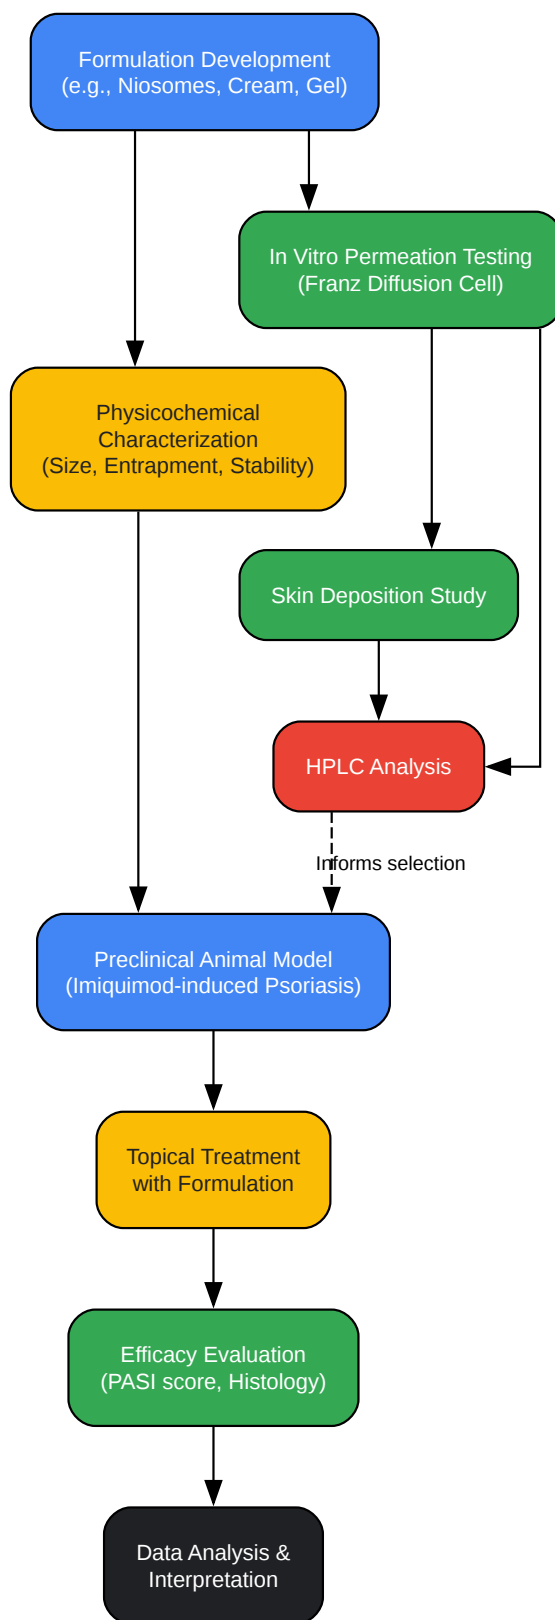 Formulation Development
(e.g., Niosomes, Cream, Gel)
In Vitro Permeation Testing
(Franz Diffusion Cell)
Physicochemical
Characterization
(Size, Entrapment, Stability)
Skin Deposition Study
HPLC Analysis
Informs selection
Preclinical Animal Model
(Imiquimod-induced Psoriasis)
Topical Treatment
with Formulation
Efficacy Evaluation
(PASI score, Histology)
Data Analysis &
Interpretation